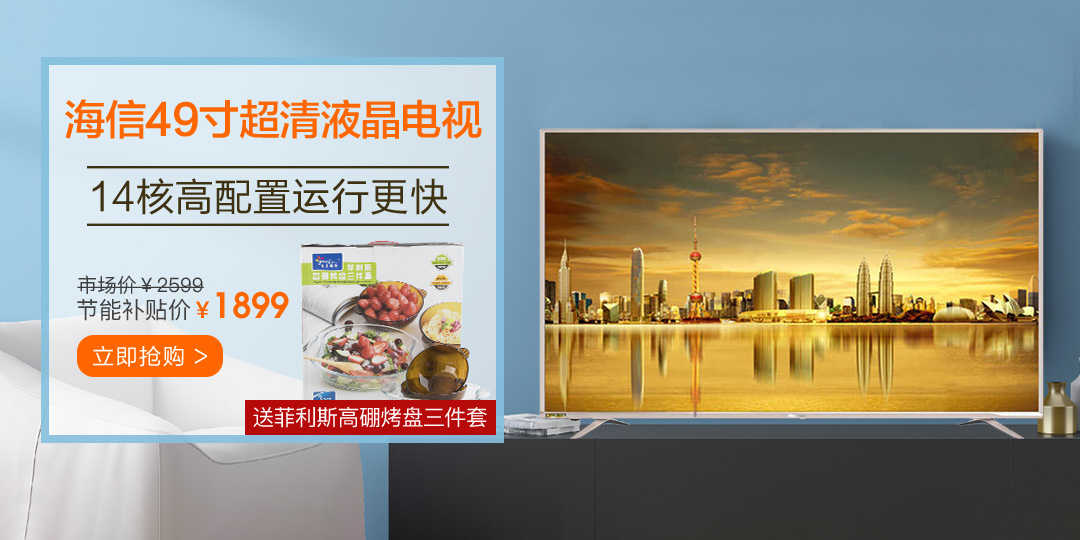 海信49寸超清液晶电视
14核高配置运行更快
市场价￥2599
节能补贴价￥1899
立即抢购 >
送菲利斯高硼烤盘三件套